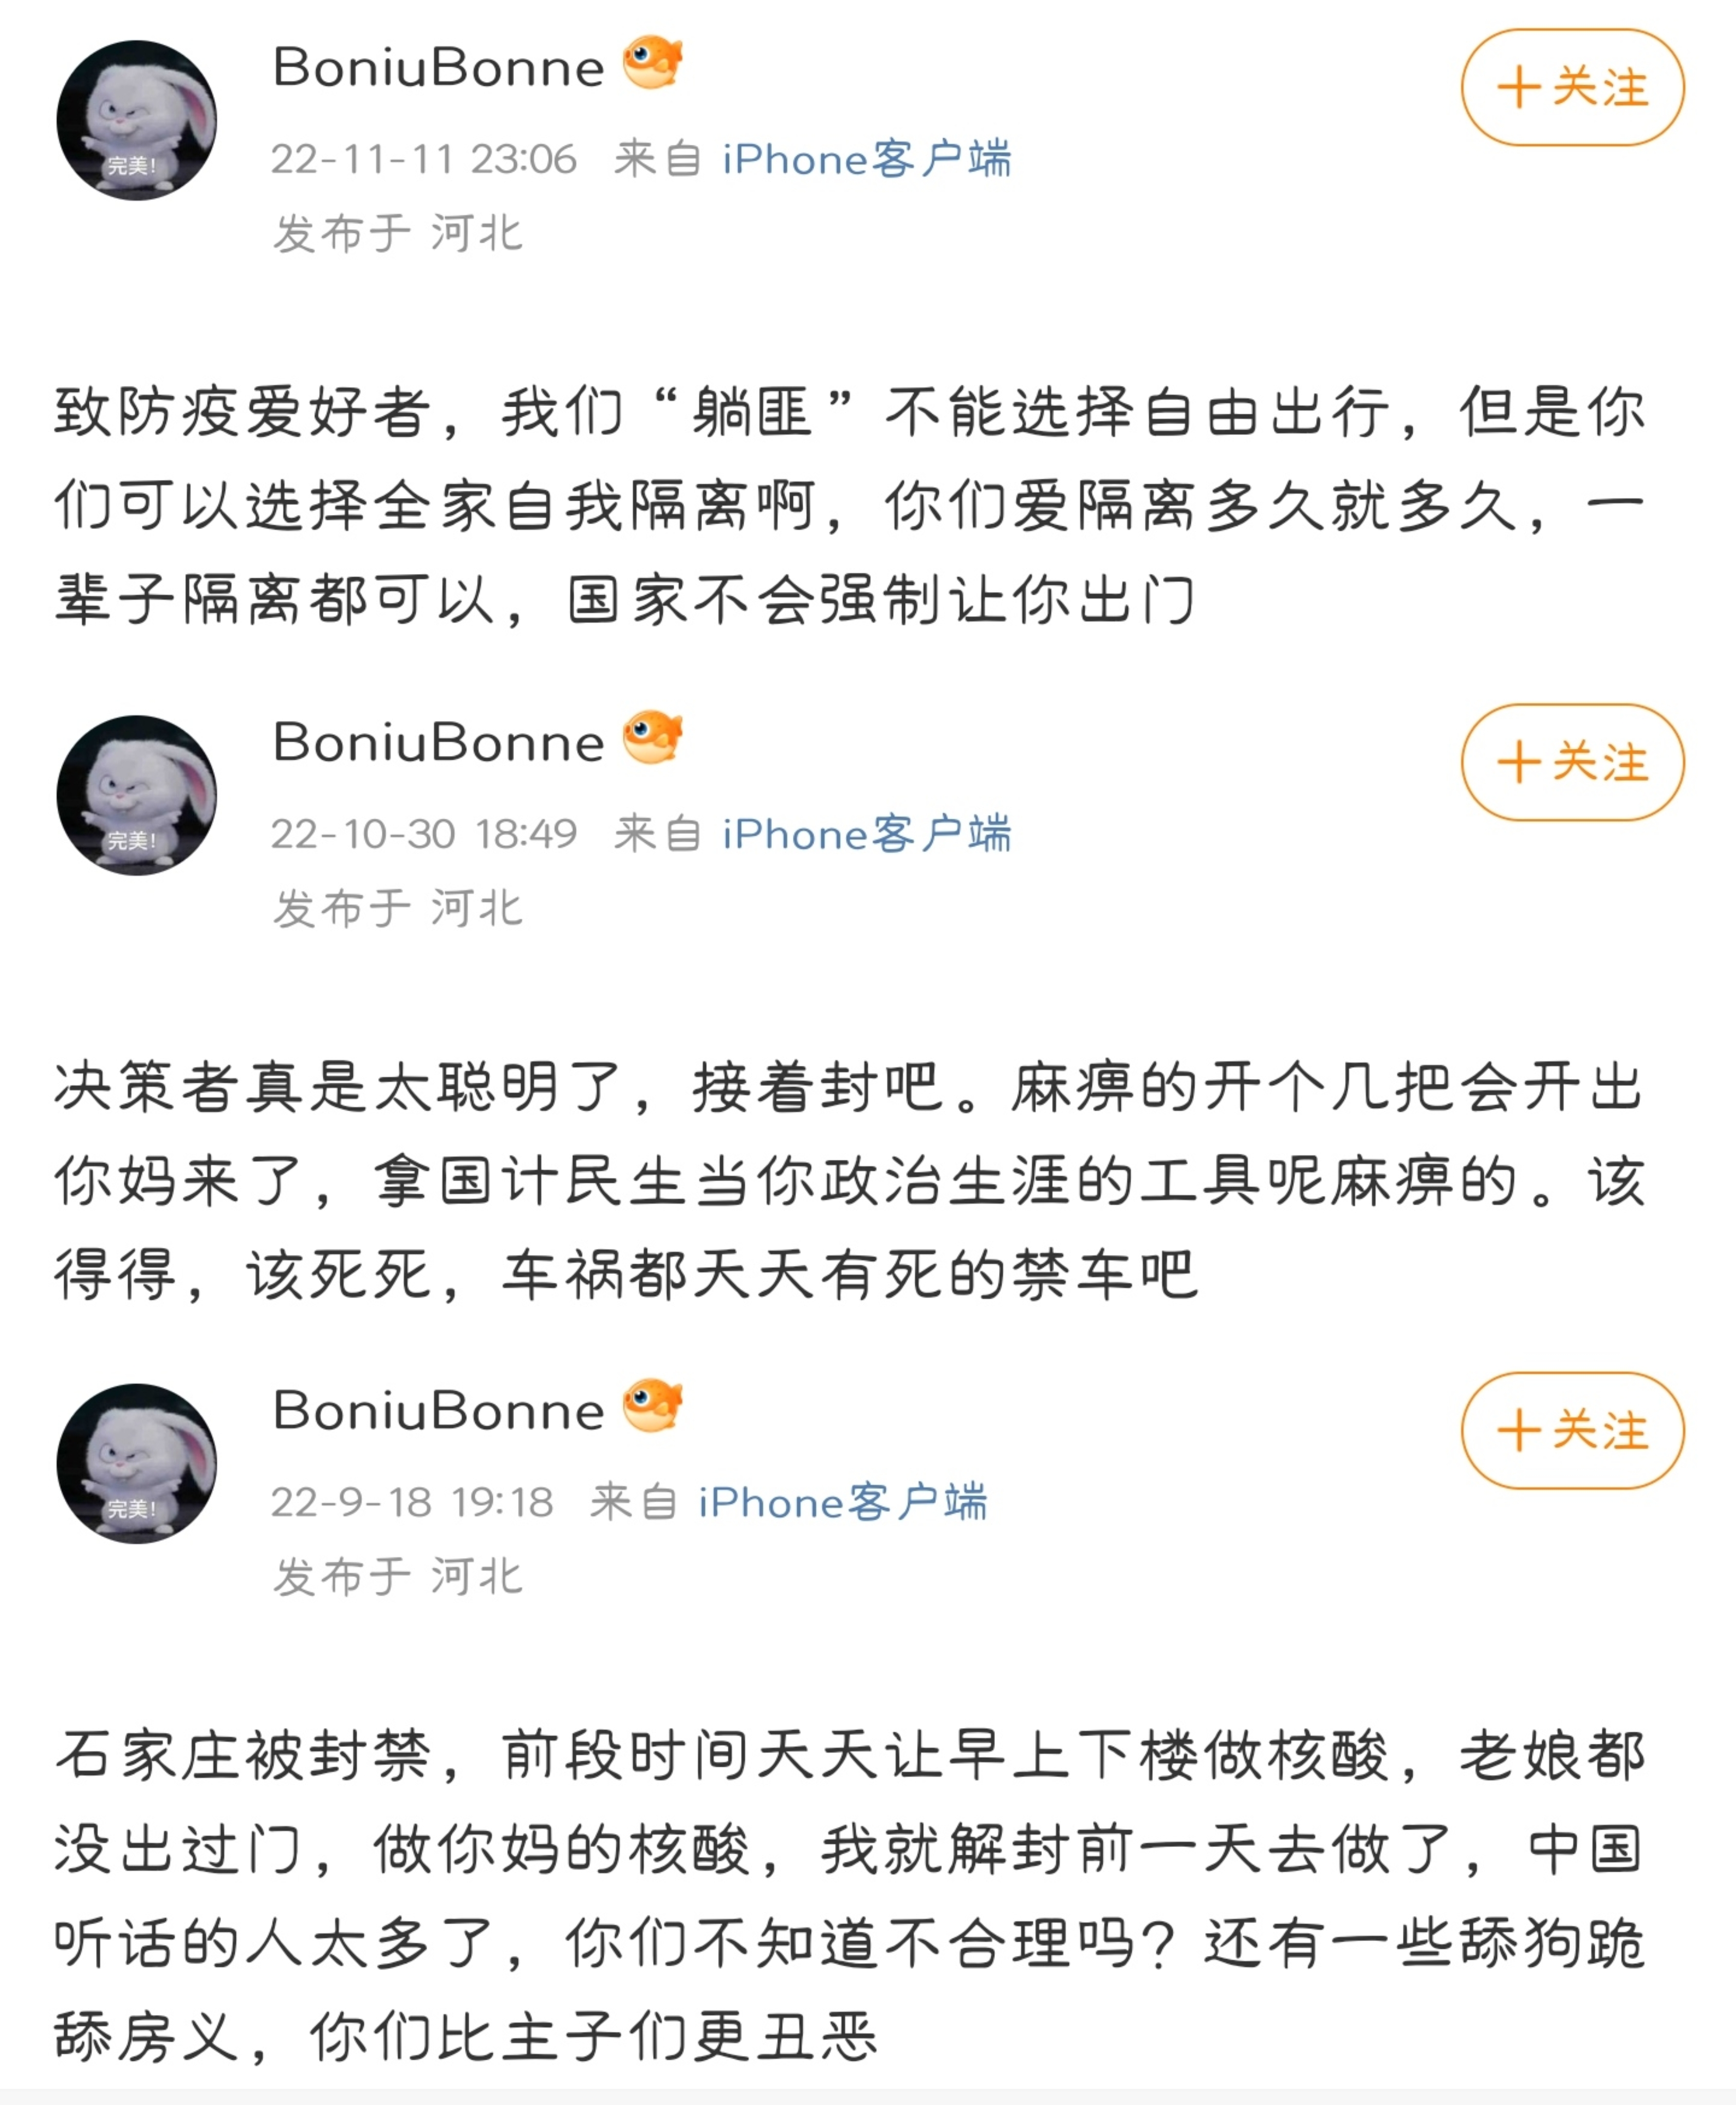 BoniuBonne
+关注
22-11-11 23:06 来自 iPhone客户端
完美!
发布于 河北
致防疫爱好者，我们“躺匪”不能选择自由出行，但是你
们可以选择全家自我隔离啊，你们爱隔离多久就多久，一
辈子隔离都可以，国家不会强制让你出门
BoniuBonne
+关注
22-10-30 18:49 来自 iPhone客户端
完美!
发布于 河北
决策者真是太聪明了，接着封吧。麻痹的开个几把会开出
你妈来了，拿国计民生当你政治生涯的工具呢麻痹的。该
得得，该死死，车祸都天天有死的禁车吧
BoniuBonne
+关注
22-9-18 19:18 来自 iPhone客户端
完美!
发布于 河北
石家庄被封禁，前段时间天天让早上下楼做核酸，老娘都
没出过门，做你妈的核酸，我就解封前一天去做了，中国
听话的人太多了，你们不知道不合理吗？还有一些舔狗跪
舔房义，你们比主子们更丑恶